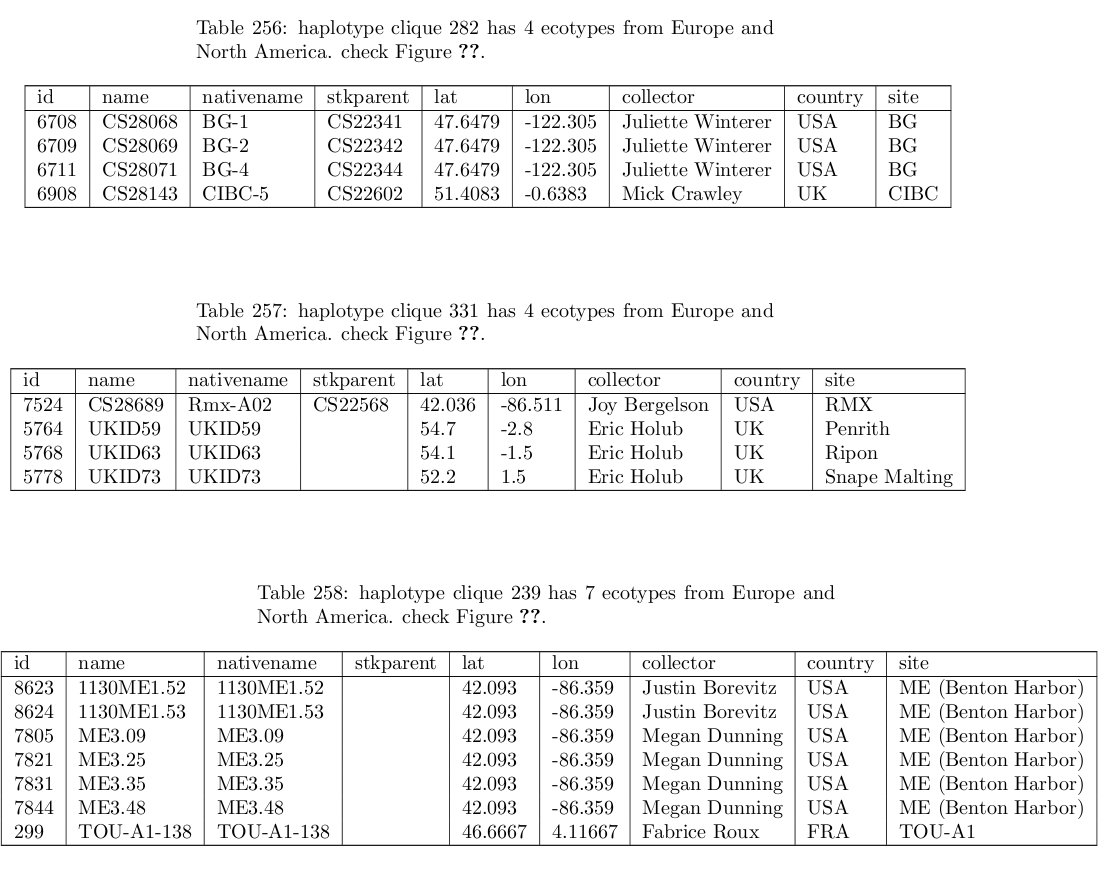 Table 256: haplotype clique 282 has 4 ecotypes from Europe and
North America. check Figure ??.
id name nativename stkparent lat lon collector country site
6708 CS28068 BG-1 CS22341 47.6479 -122.305 Juliette Winterer USA BG
6709 CS28069 BG-2 CS22342 47.6479 -122.305 Juliette Winterer USA BG
6711 CS28071 BG-4 CS22344 47.6479 -122.305 Juliette Winterer USA BG
6908 CS28143 CIBC-5 CS22602 51.4083 -0.6383 Mick Crawley UK CIBC
Table 257: haplotype clique 331 has 4 ecotypes from Europe and
North America. check Figure ??.
id name nativename stkparent lat lon collector country site
7524 CS28689 Rmx-A02 CS22568 42.036 -86.511 Joy Bergelson USA RMX
5764 UKID59 UKID59 54.7 -2.8 Eric Holub UK Penrith
5768 UKID63 UKID63 54.1 -1.5 Eric Holub UK Ripon
5778 UKID73 UKID73 52.2 1.5 Eric Holub UK Snape Malting
Table 258: haplotype clique 239 has 7 ecotypes from Europe and
North America. check Figure ??.
id name nativename stkparent lat lon collector country site
8623 1130ME1.52 1130ME1.52 42.093 -86.359 Justin Borevitz USA ME (Benton Harbor)
8624 1130ME1.53 1130ME1.53 42.093 -86.359 Justin Borevitz USA ME (Benton Harbor)
7805 ME3.09 ME3.09 42.093 -86.359 Megan Dunning USA ME (Benton Harbor)
7821 ME3.25 ME3.25 42.093 -86.359 Megan Dunning USA ME (Benton Harbor)
7831 ME3.35 ME3.35 42.093 -86.359 Megan Dunning USA ME (Benton Harbor)
7844 ME3.48 ME3.48 42.093 -86.359 Megan Dunning USA ME (Benton Harbor)
299 TOU-A1-138 TOU-A1-138 46.6667 4.11667 Fabrice Roux FRA TOU-A1